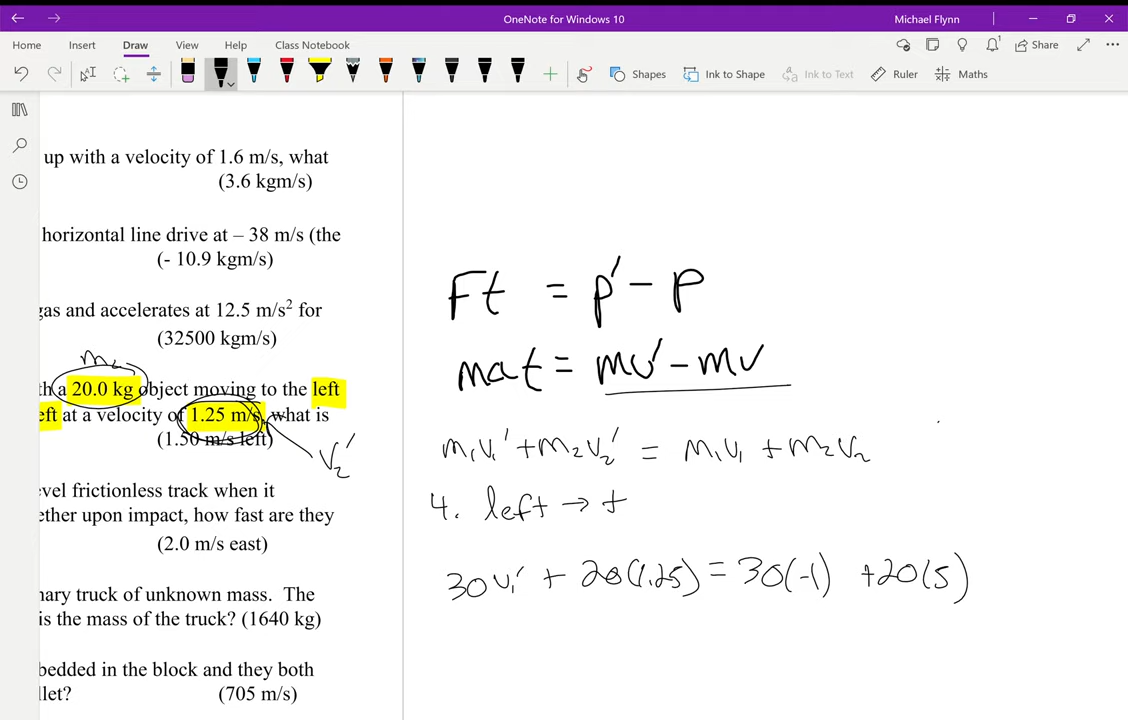 OneNote for Windows 10
Michael Flynn
Home Insert Draw View Help Class Notebook
Share
Shapes Ink to Shape Ink to Text Ruler Maths
up with a velocity of 1.6 m/s, what
(3.6 kgm/s)
horizontal line drive at – 38 m/s (the
(- 10.9 kgm/s)
gas and accelerates at 12.5 m/s² for
(32500 kgm/s)
m₂
th a 20.0 kg object moving to the left
eft at a velocity of 1.25 m/s, what is
(1.50 m/s left)
v₂′
evel frictionless track when it
ether upon impact, how fast are they
(2.0 m/s east)
nary truck of unknown mass. The
is the mass of the truck? (1640 kg)
bedded in the block and they both
llet? (705 m/s)
Ft = p′ – p
mat = mv′ – mv
m₁v₁′ + m₂v₂′ = m₁v₁ + m₂v₂
4. left → +
30v₁′ + 20(1.25) = 30(-1) + 20(5)